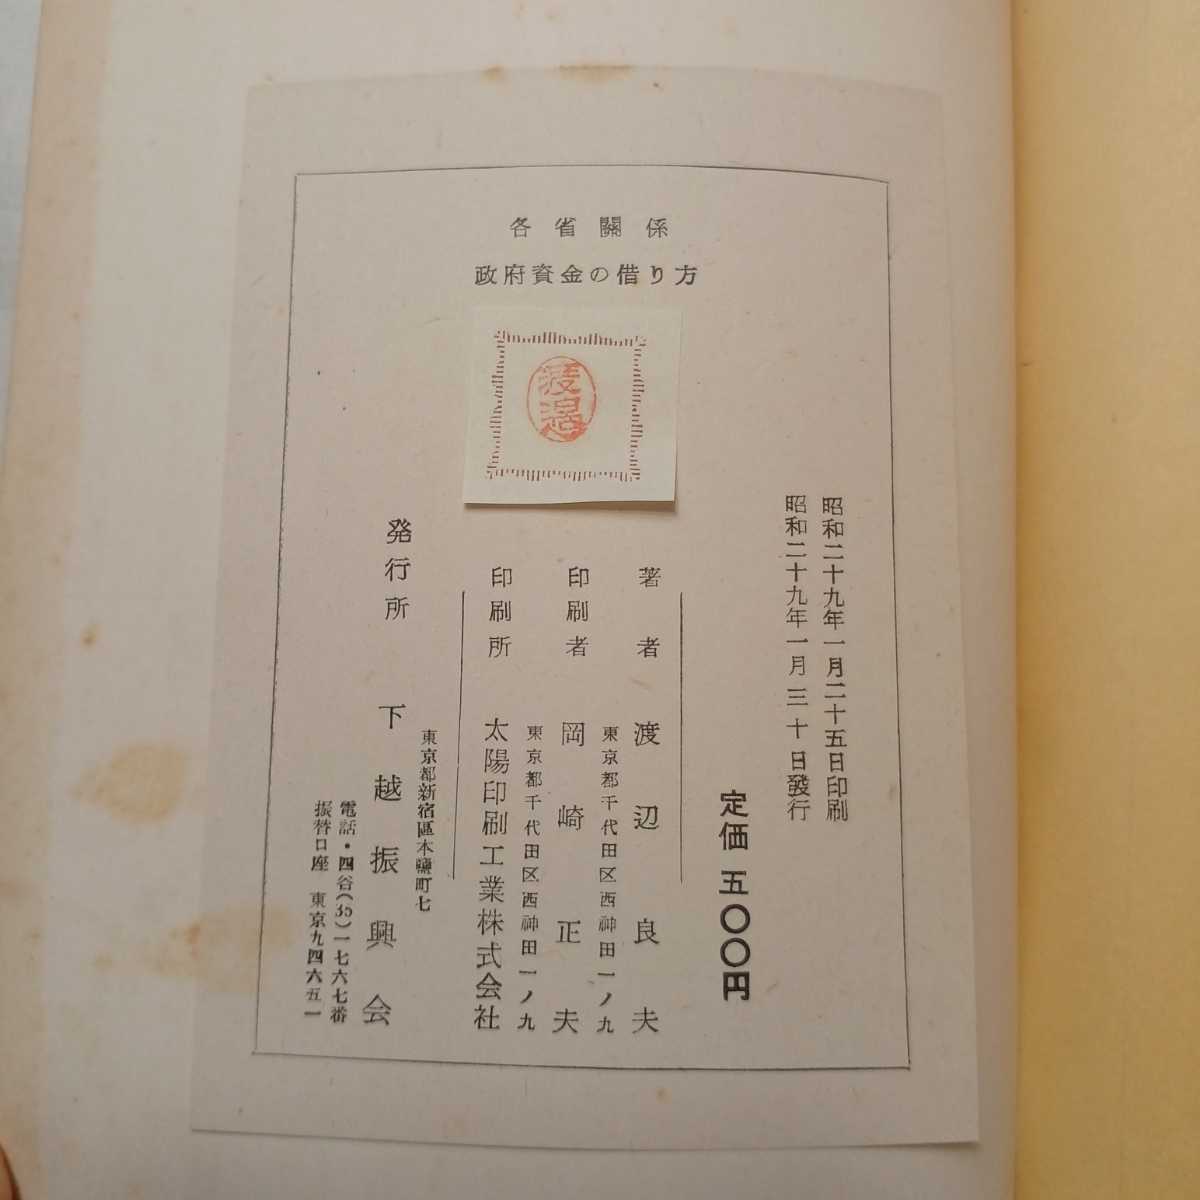 各省關係
政府資金の借り方
渡邊
昭和二十九年一月二十五日印刷
昭和二十九年一月三十日發行
定価 五〇〇円
著者 渡辺良夫
東京都千代田区西神田一ノ九
印刷者 岡崎正夫
東京都千代田区西神田一ノ九
印刷所 太陽印刷工業株式会社
東京都新宿區本鹽町七
発行所 下越振興会
電話・四谷(35)一七六七番
振替口座 東京九四六五一